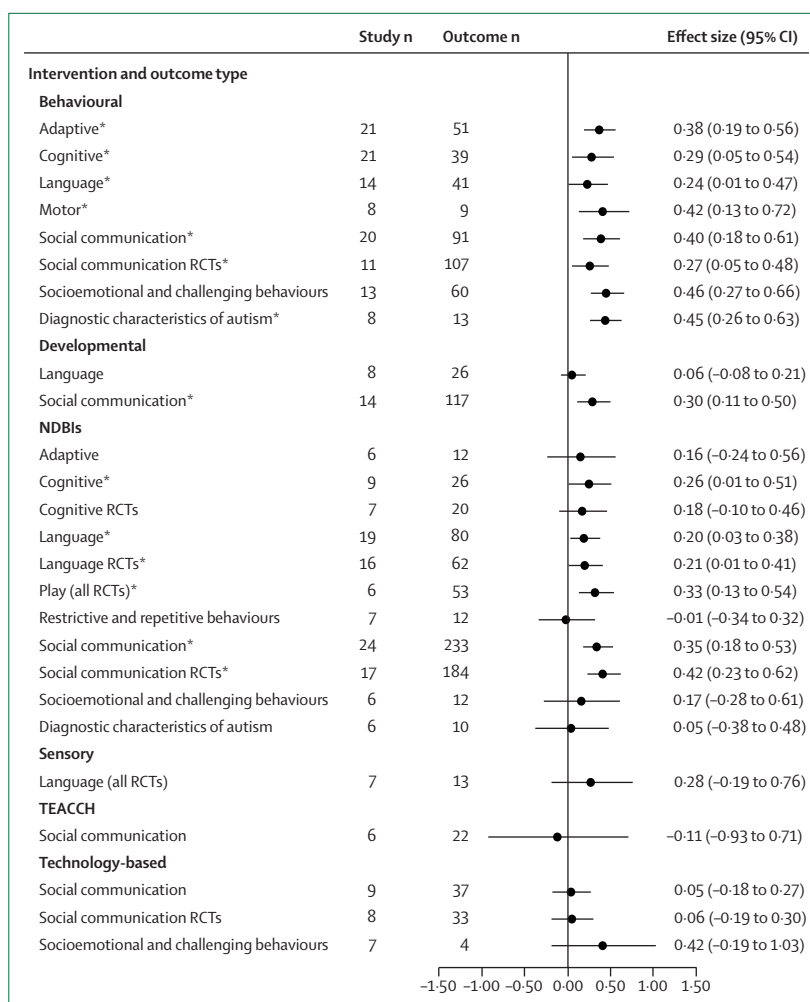 Study n Outcome n Effect size (95% CI)
Intervention and outcome type
Behavioural
Adaptive* 21 51 0·38 (0·19 to 0·56)
Cognitive* 21 39 0·29 (0·05 to 0·54)
Language* 14 41 0·24 (0·01 to 0·47)
Motor* 8 9 0·42 (0·13 to 0·72)
Social communication* 20 91 0·40 (0·18 to 0·61)
Social communication RCTs* 11 107 0·27 (0·05 to 0·48)
Socioemotional and challenging behaviours 13 60 0·46 (0·27 to 0·66)
Diagnostic characteristics of autism* 8 13 0·45 (0·26 to 0·63)
Developmental
Language 8 26 0·06 (–0·08 to 0·21)
Social communication* 14 117 0·30 (0·11 to 0·50)
NDBIs
Adaptive 6 12 0·16 (–0·24 to 0·56)
Cognitive* 9 26 0·26 (0·01 to 0·51)
Cognitive RCTs 7 20 0·18 (–0·10 to 0·46)
Language* 19 80 0·20 (0·03 to 0·38)
Language RCTs* 16 62 0·21 (0·01 to 0·41)
Play (all RCTs)* 6 53 0·33 (0·13 to 0·54)
Restrictive and repetitive behaviours 7 12 –0·01 (–0·34 to 0·32)
Social communication* 24 233 0·35 (0·18 to 0·53)
Social communication RCTs* 17 184 0·42 (0·23 to 0·62)
Socioemotional and challenging behaviours 6 12 0·17 (–0·28 to 0·61)
Diagnostic characteristics of autism 6 10 0·05 (–0·38 to 0·48)
Sensory
Language (all RCTs) 7 13 0·28 (–0·19 to 0·76)
TEACCH
Social communication 6 22 –0·11 (–0·93 to 0·71)
Technology-based
Social communication 9 37 0·05 (–0·18 to 0·27)
Social communication RCTs 8 33 0·06 (–0·19 to 0·30)
Socioemotional and challenging behaviours 7 4 0·42 (–0·19 to 1·03)
–1·50 –1·00 –0·50 0·00 0·50 1·00 1·50